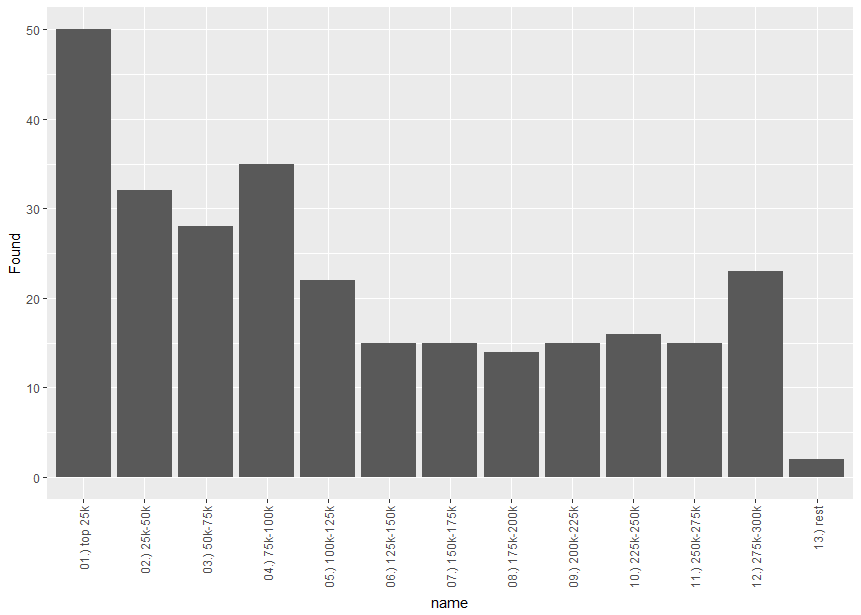 50
40
30
20
10
0
Found
01.) top 25k
02.) 25k-50k
03.) 50k-75k
04.) 75k-100k
05.) 100k-125k
06.) 125k-150k
07.) 150k-175k
08.) 175k-200k
09.) 200k-225k
10.) 225k-250k
11.) 250k-275k
12.) 275k-300k
13.) rest
name